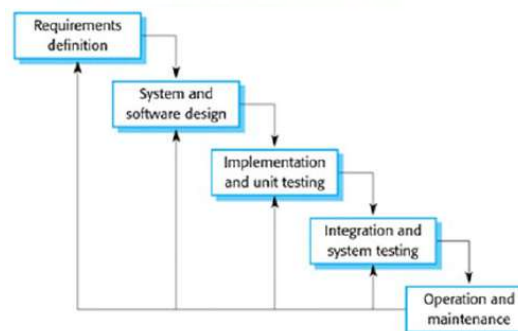 Requirements
definition
System and
software design
Implementation
and unit testing
Integration and
system testing
Operation and
maintenance